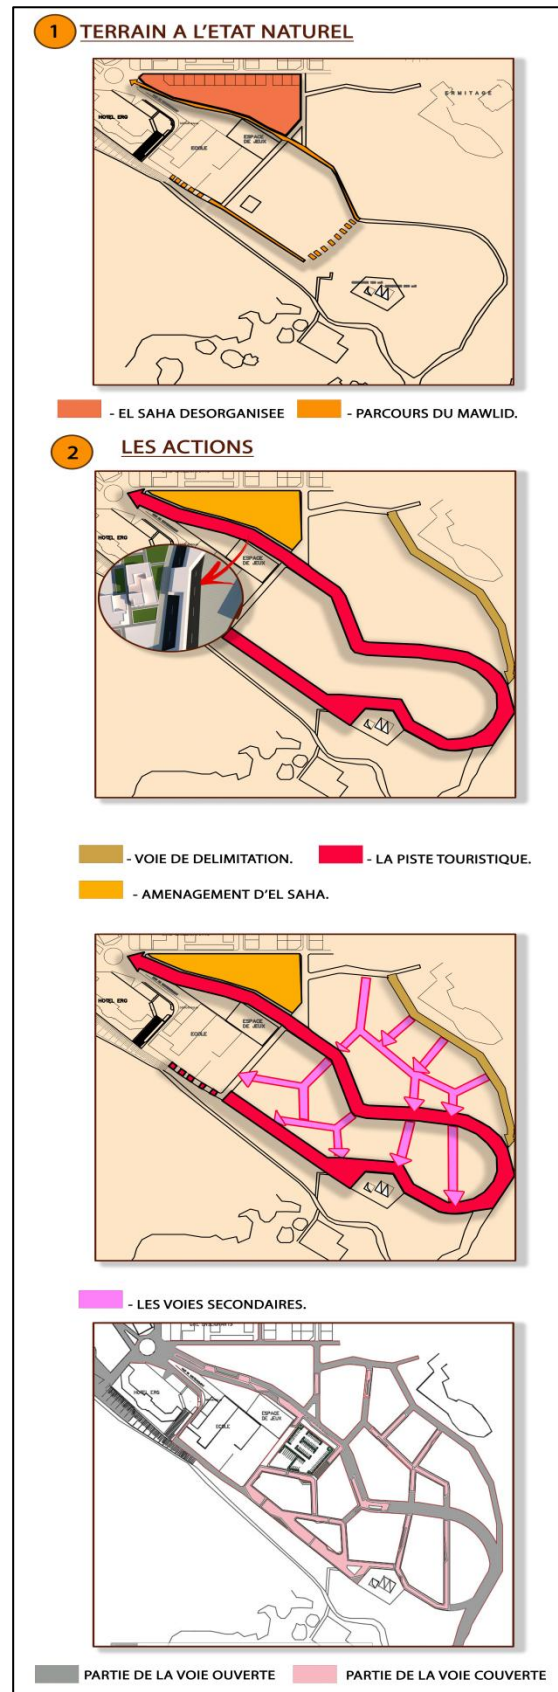 1 TERRAIN A L'ETAT NATUREL
ERMITAGE
HOTEL ERG
ECOLE
ESPACE
DE JEUX
- EL SAHA DESORGANISEE - PARCOURS DU MAWLID.
2 LES ACTIONS
HOTEL ERG
ESPACE
DE JEUX
- VOIE DE DELIMITATION. - LA PISTE TOURISTIQUE.
- AMENAGEMENT D'EL SAHA.
HOTEL ERG
ESPACE
DE JEUX
ECOLE
- LES VOIES SECONDAIRES.
HOTEL ERG
ESPACE
DE JEUX
ECOLE
PARTIE DE LA VOIE OUVERTE PARTIE DE LA VOIE COUVERTE